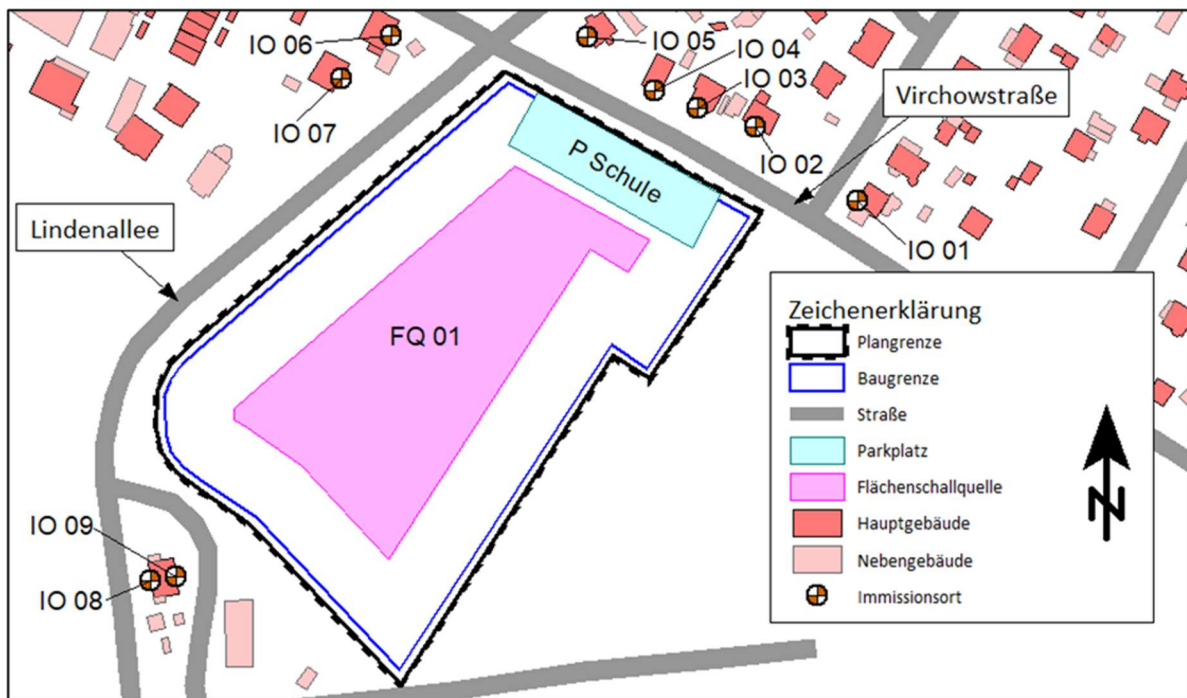 IO 06
IO 05
IO 04
IO 03
Virchowstraße
IO 07
IO 02
P Schule
Lindenallee
IO 01
FQ 01
Zeichenerklärung
Plangrenze
Baugrenze
Straße
Parkplatz
Flächenschallquelle
Hauptgebäude
Nebengebäude
Immissionsort
N
IO 09
IO 08